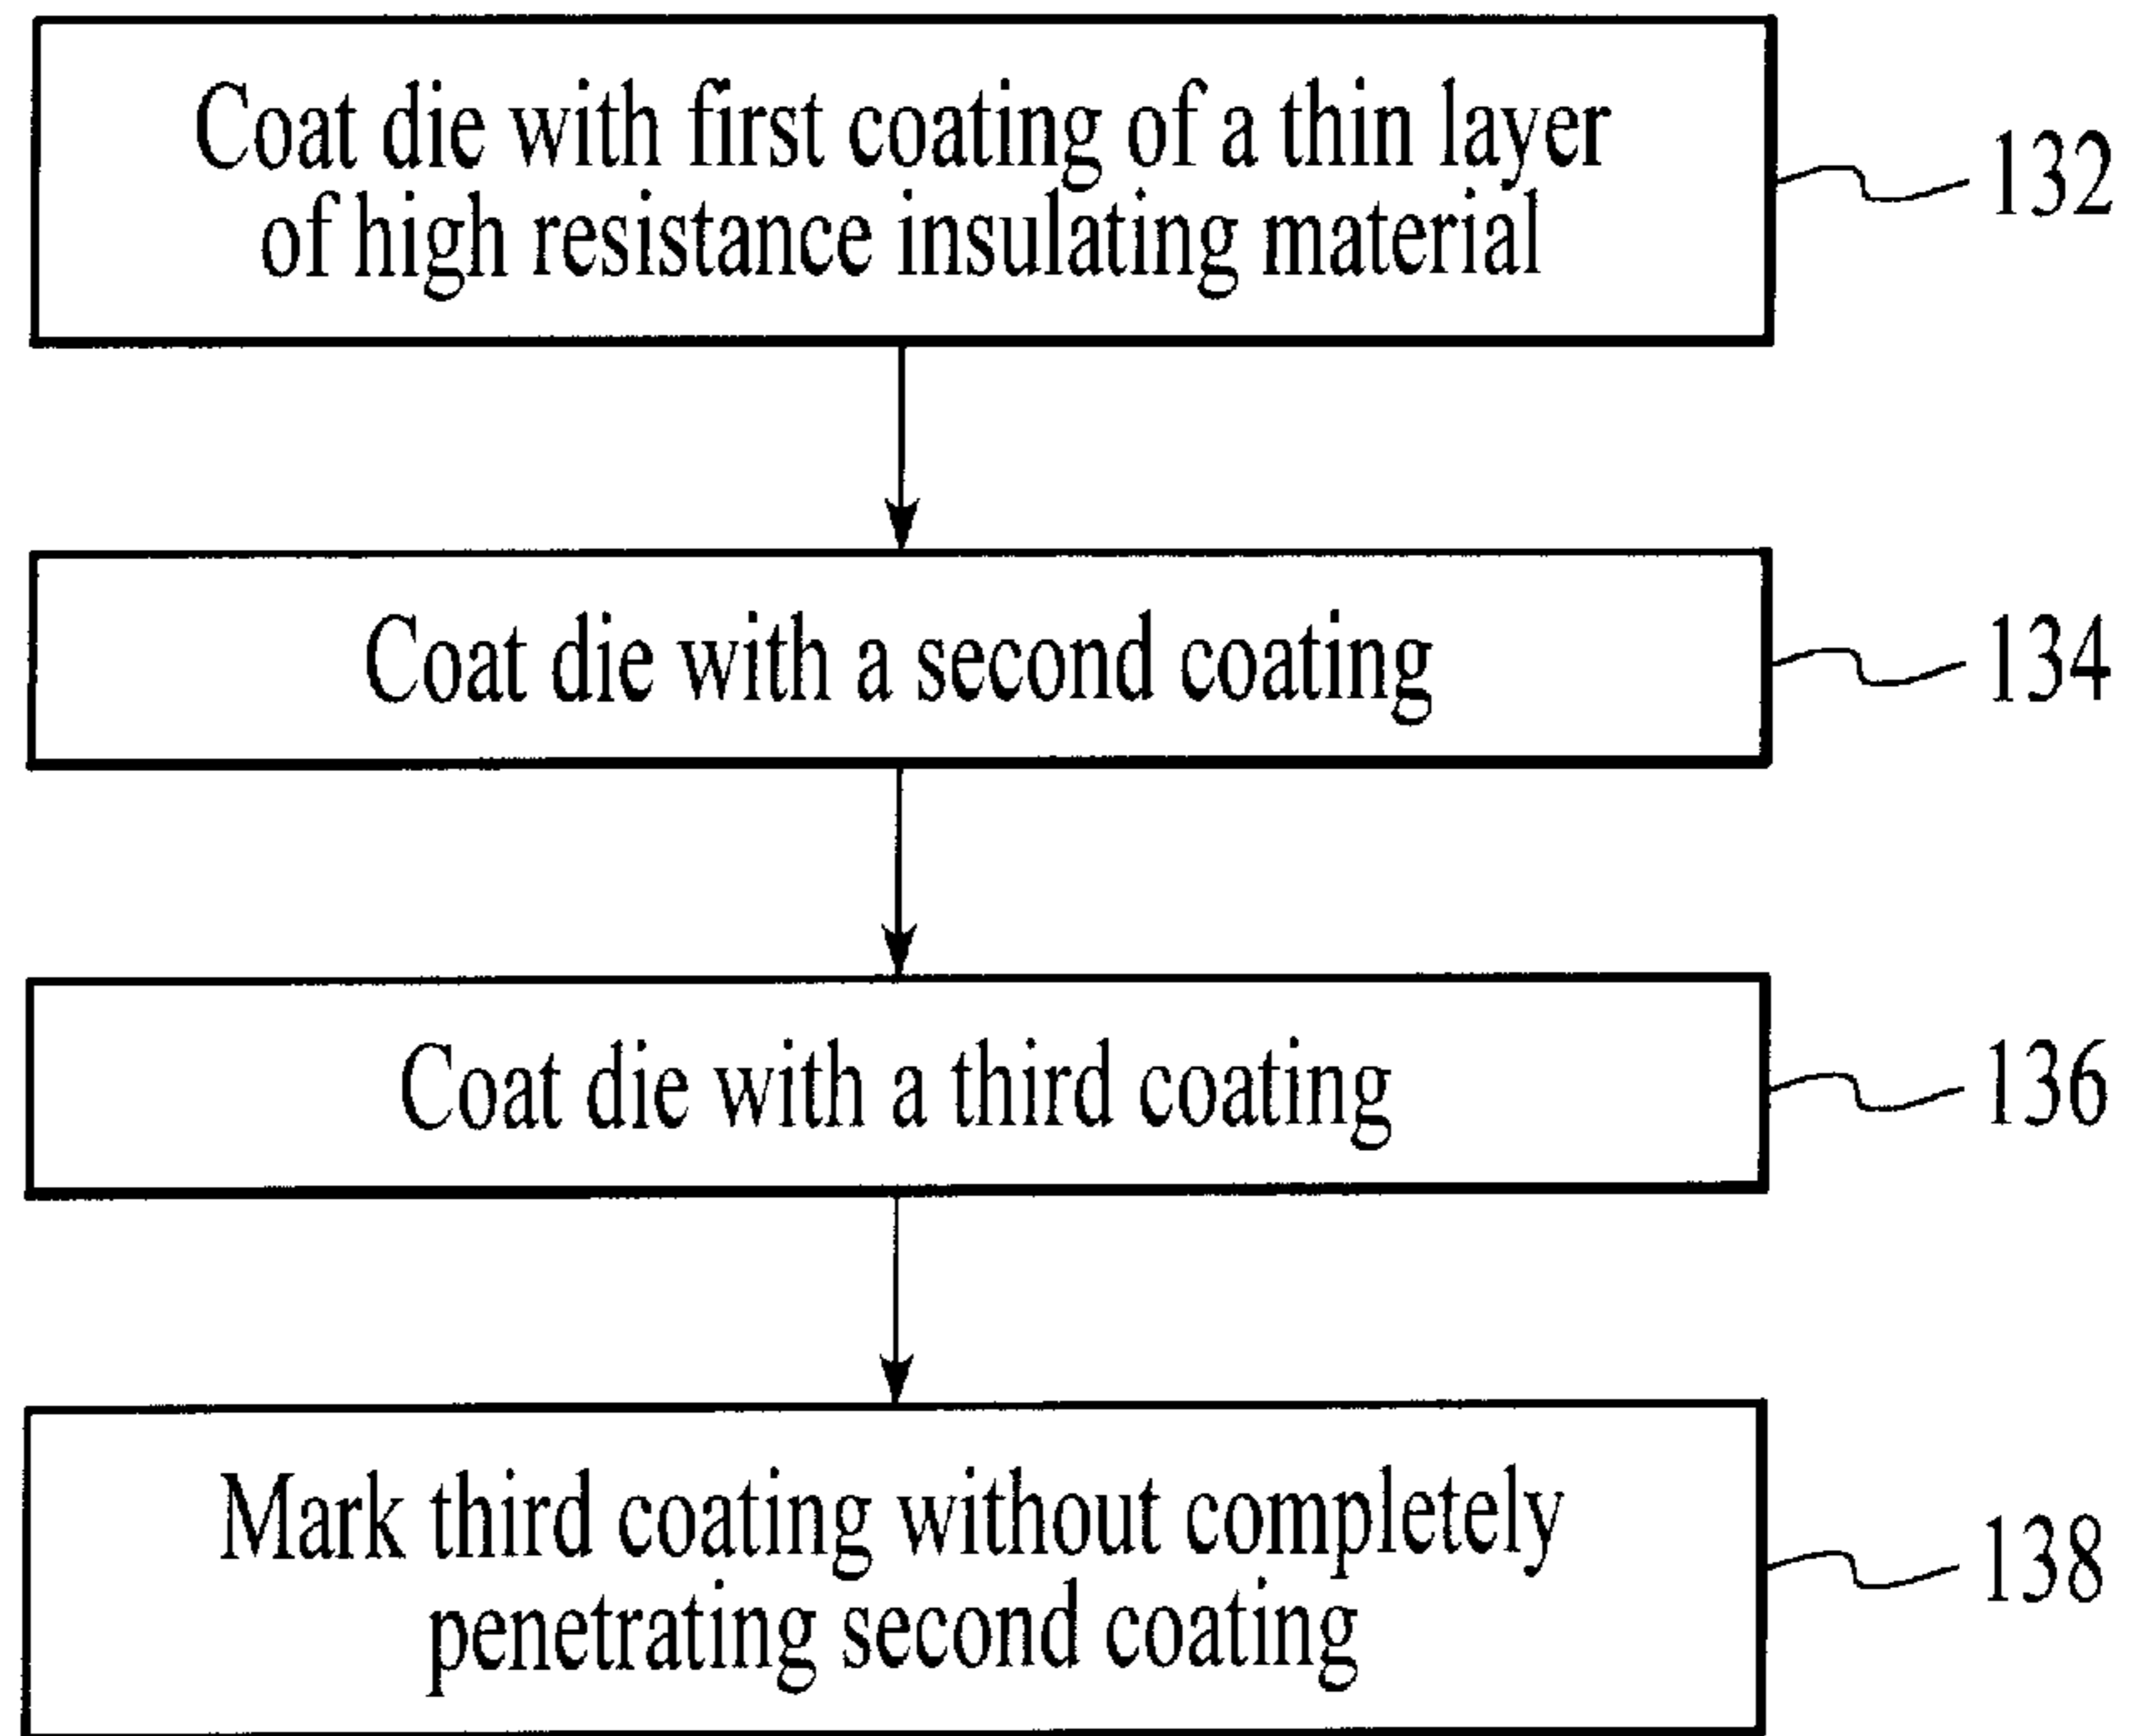 Coat die with first coating of a thin layer
of high resistance insulating material
132
Coat die with a second coating
134
Coat die with a third coating
136
Mark third coating without completely
penetrating second coating
138